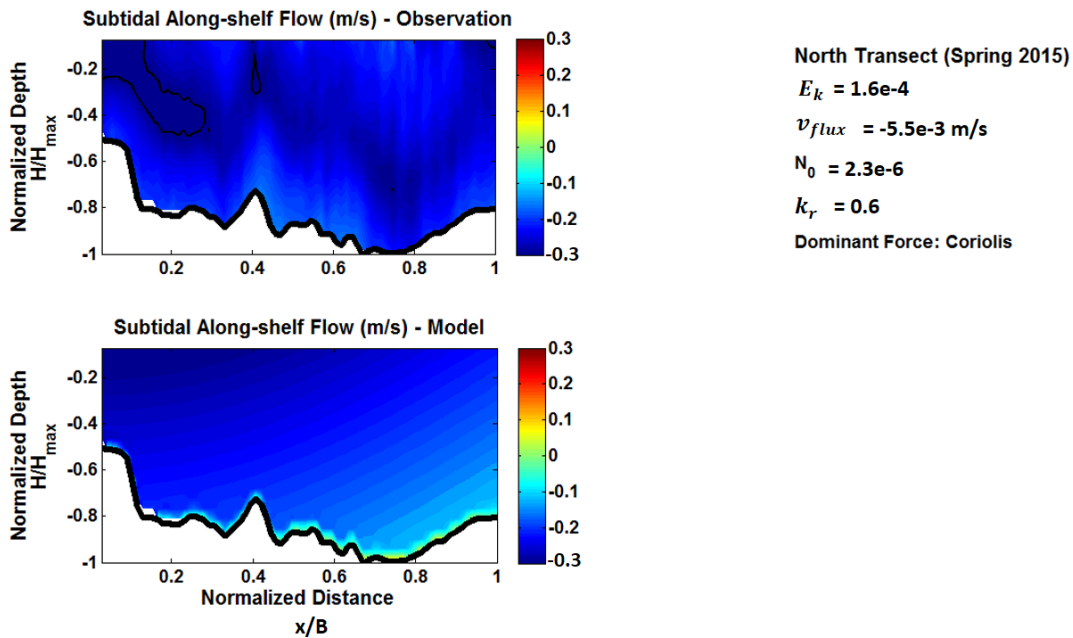 Subtidal Along-shelf Flow (m/s) - Observation
Normalized Depth
H/H_max
-0.2
-0.4
-0.6
-0.8
-1
0.2
0.4
0.6
0.8
1
0.3
0.2
0.1
0
-0.1
-0.2
-0.3
North Transect (Spring 2015)
E_k = 1.6e-4
v_flux = -5.5e-3 m/s
N_0 = 2.3e-6
k_r = 0.6
Dominant Force: Coriolis
Subtidal Along-shelf Flow (m/s) - Model
Normalized Depth
H/H_max
-0.2
-0.4
-0.6
-0.8
-1
0.2
0.4
0.6
0.8
1
0.3
0.2
0.1
0
-0.1
-0.2
-0.3
Normalized Distance
x/B